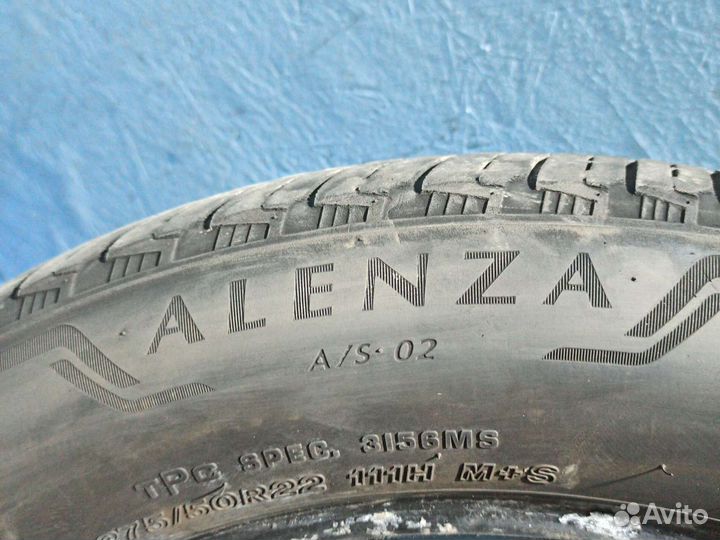 ALENZA
A/S 02
TPC SPEC. 3156MS
275/50R22 111H M+S
Avito